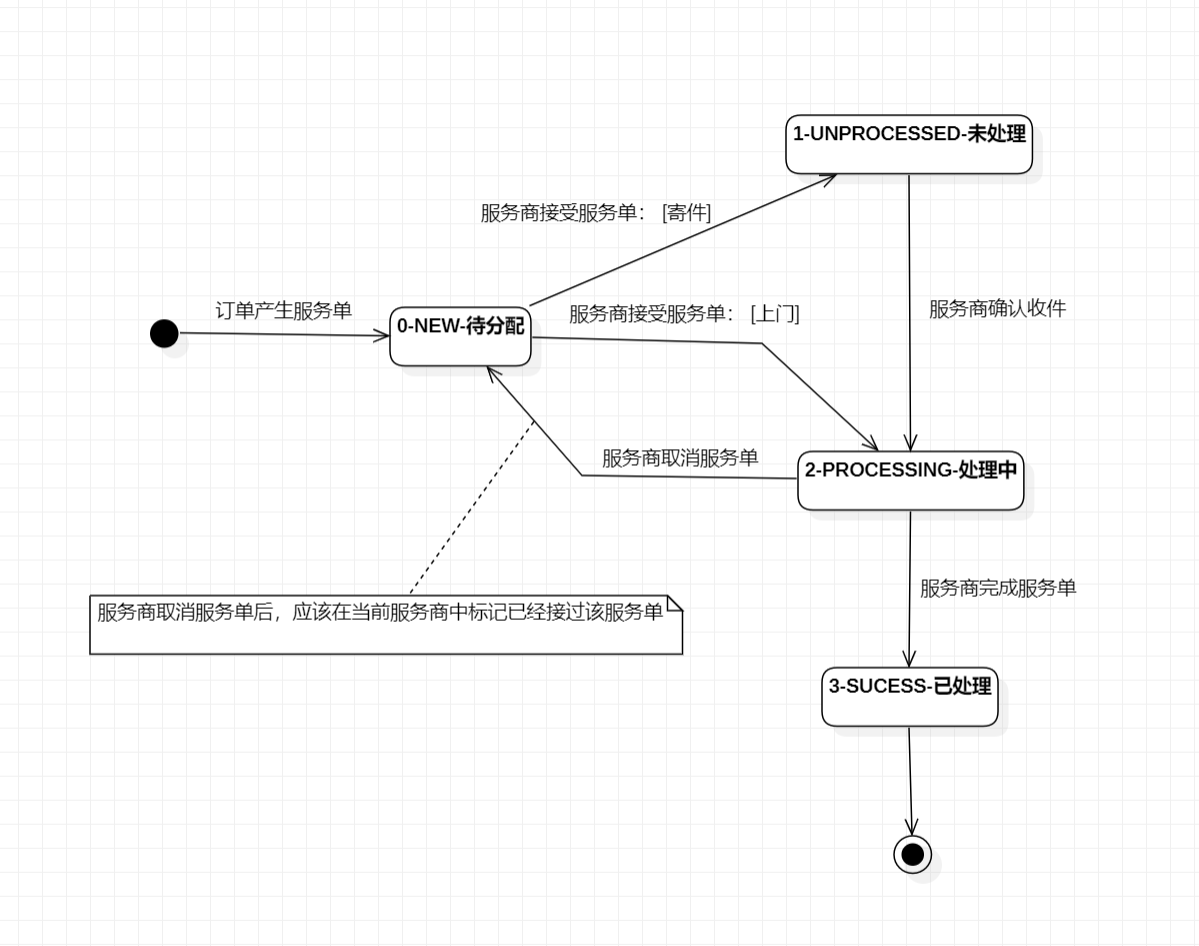 1-UNPROCESSED-未处理
服务商接受服务单： [寄件]
订单产生服务单
0-NEW-待分配
服务商接受服务单： [上门]
服务商确认收件
服务商取消服务单
2-PROCESSING-处理中
服务商完成服务单
服务商取消服务单后，应该在当前服务商中标记已经接过该服务单
3-SUCESS-已处理